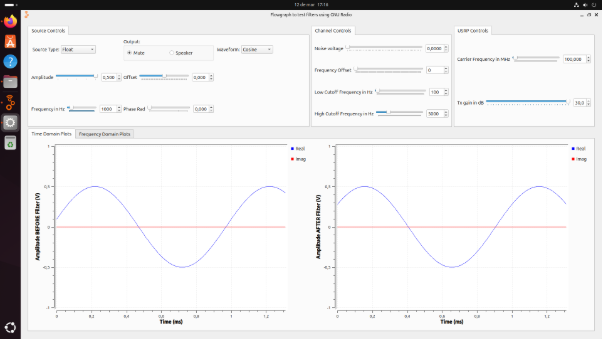 12 de mar 17:16
Flowgraph to test filters using GNU Radio
Source Controls
Source Type: Float
Output:
Mute
Speaker
Waveform: Cosine
Amplitude 0,500
Offset 0,000
Frequency in Hz 1000
Phase Rad 0,000
Channel Controls
Noise voltage 0,0000
Frequency Offset 0
Low Cutoff Frequency in Hz 100
High Cutoff Frequency in Hz 3000
USRP Controls
Carrier Frequency in MHz 100,000
Tx gain in dB 30,0
Time Domain Plots
Frequency Domain Plots
Amplitude BEFORE Filter (V)
1
0,5
0
-0,5
-1
0 0,2 0,4 0,6 0,8 1 1,2
Time (ms)
Real
Imag
Amplitude AFTER Filter (V)
1
0,5
0
-0,5
-1
0 0,2 0,4 0,6 0,8 1 1,2
Time (ms)
Real
Imag